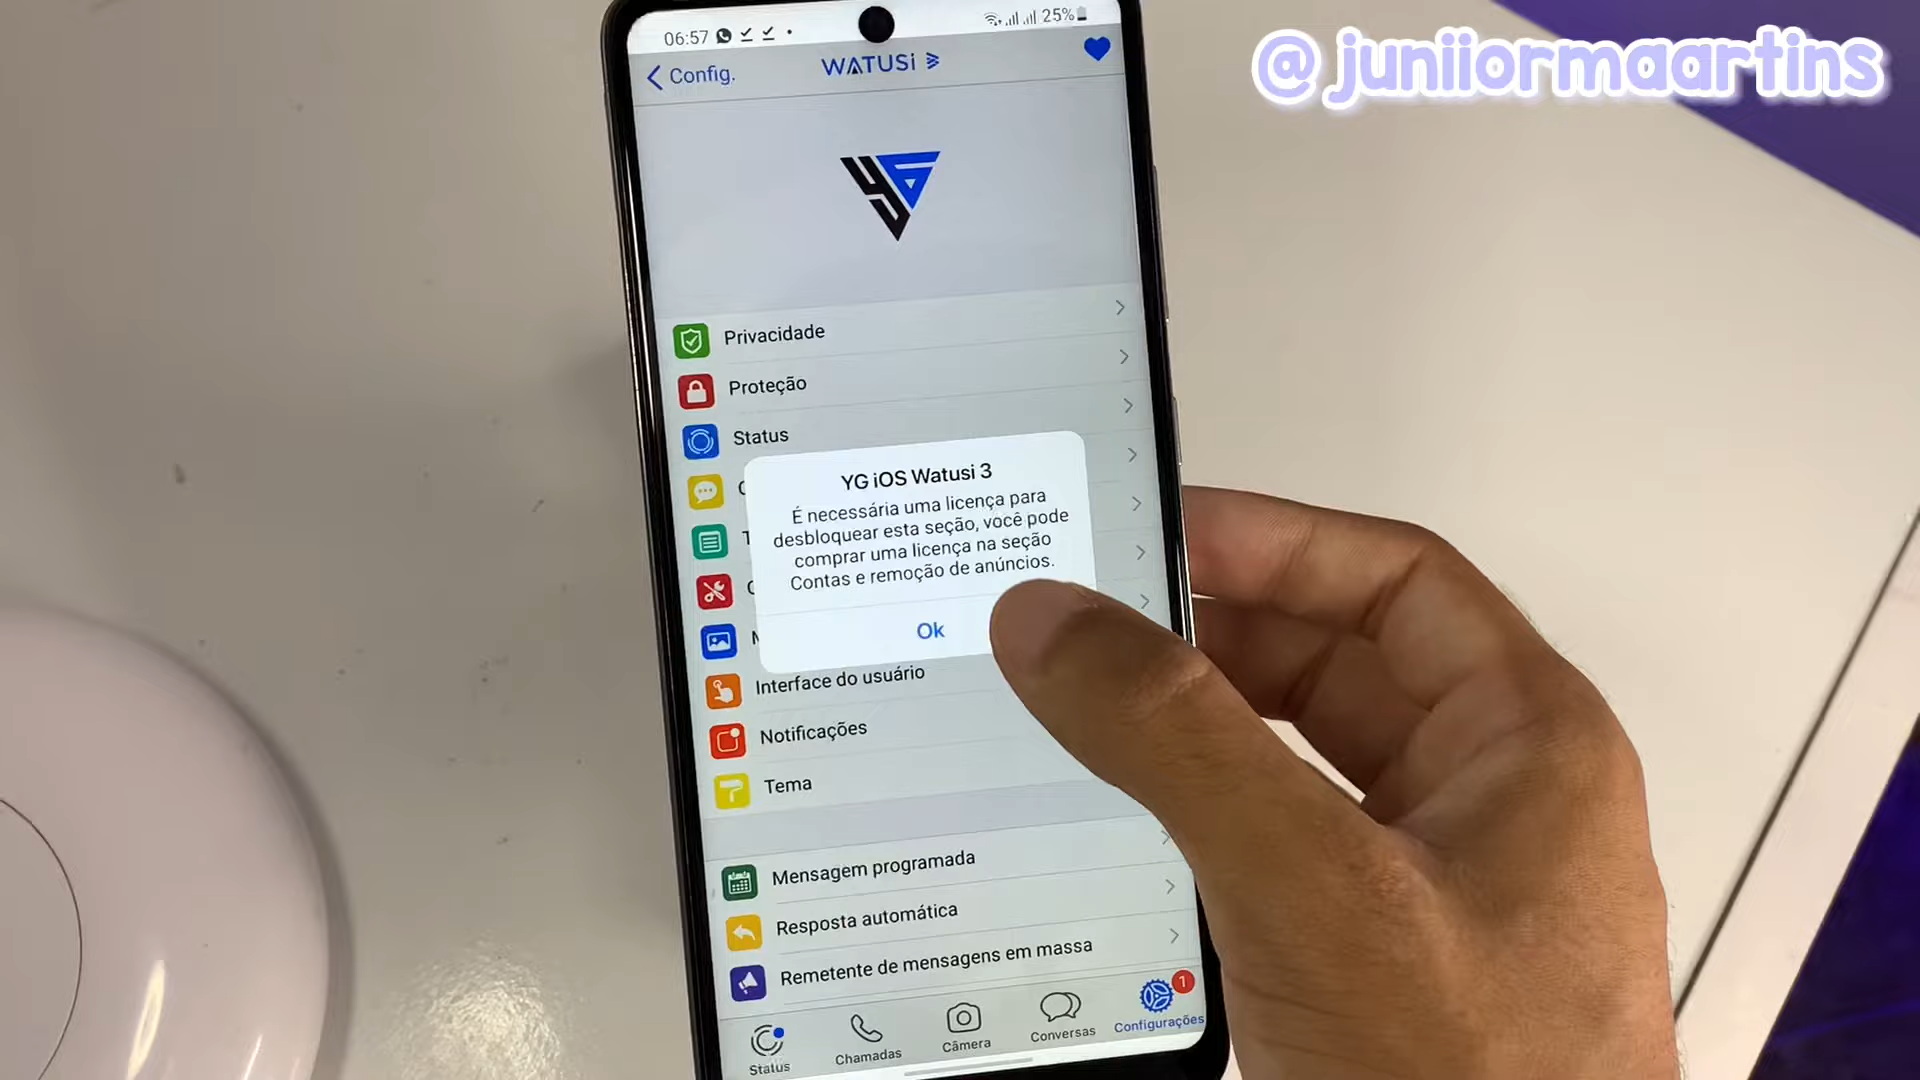 @juniiormaartins
06:57
25%
Config.
WATUSi
Privacidade
Proteção
Status
YG iOS Watusi 3
É necessária uma licença para
desbloquear esta seção, você pode
comprar uma licença na seção
Contas e remoção de anúncios.
Ok
Interface do usuário
Notificações
Tema
Mensagem programada
Resposta automática
Remetente de mensagens em massa
1
Status
Chamadas
Câmera
Conversas
Configurações